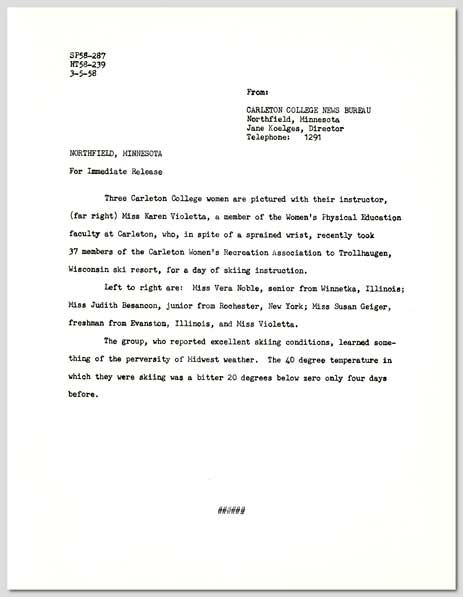 SP58-287
HT58-239
3-5-58
From:
CARLETON COLLEGE NEWS BUREAU
Northfield, Minnesota
Jane Koelges, Director
Telephone: 1291
NORTHFIELD, MINNESOTA
For Immediate Release
Three Carleton College women are pictured with their instructor,
(far right) Miss Karen Violetta, a member of the Women's Physical Education
faculty at Carleton, who, in spite of a sprained wrist, recently took
37 members of the Carleton Women's Recreation Association to Trollhaugen,
Wisconsin ski resort, for a day of skiing instruction.
Left to right are: Miss Vera Noble, senior from Winnetka, Illinois;
Miss Judith Besancon, junior from Rochester, New York; Miss Susan Geiger,
freshman from Evanstom, Illinois, and Miss Violetta.
The group, who reported excellent skiing conditions, learned some-
thing of the perversity of Midwest weather. The 40 degree temperature in
which they were skiing was a bitter 20 degrees below zero only four days
before.
######